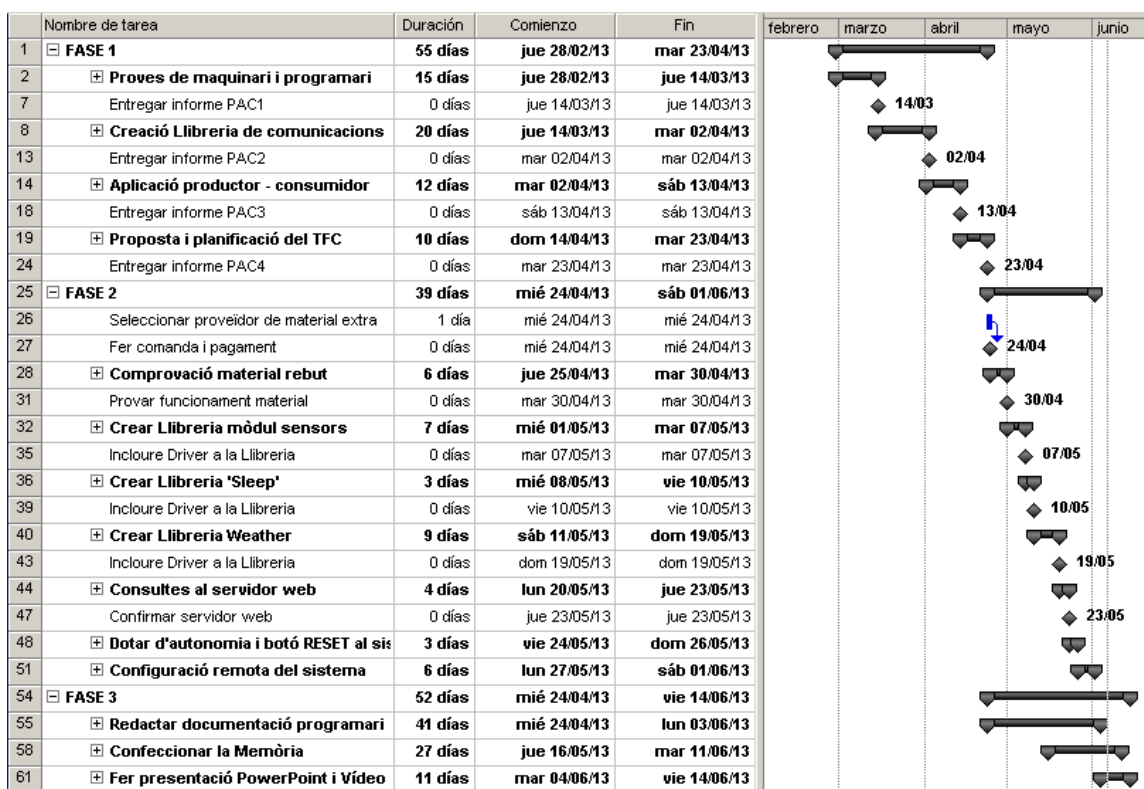 Nombre de tarea Duración Comienzo Fin febrero marzo abril mayo junio
1 FASE 1 55 días jue 28/02/13 mar 23/04/13
2 Proves de maquinari i programari 15 días jue 28/02/13 jue 14/03/13
7 Entregar informe PAC1 0 días jue 14/03/13 jue 14/03/13 14/03
8 Creació Llibreria de comunicacions 20 días jue 14/03/13 mar 02/04/13
13 Entregar informe PAC2 0 días mar 02/04/13 mar 02/04/13 02/04
14 Aplicació productor - consumidor 12 días mar 02/04/13 sáb 13/04/13
18 Entregar informe PAC3 0 días sáb 13/04/13 sáb 13/04/13 13/04
19 Proposta i planificació del TFC 10 días dom 14/04/13 mar 23/04/13
24 Entregar informe PAC4 0 días mar 23/04/13 mar 23/04/13 23/04
25 FASE 2 39 días mié 24/04/13 sáb 01/06/13
26 Seleccionar proveïdor de material extra 1 día mié 24/04/13 mié 24/04/13
27 Fer comanda i pagament 0 días mié 24/04/13 mié 24/04/13 24/04
28 Comprovació material rebut 6 días jue 25/04/13 mar 30/04/13
31 Provar funcionament material 0 días mar 30/04/13 mar 30/04/13 30/04
32 Crear Llibreria mòdul sensors 7 días mié 01/05/13 mar 07/05/13
35 Incloure Driver a la Llibreria 0 días mar 07/05/13 mar 07/05/13 07/05
36 Crear Llibreria 'Sleep' 3 días mié 08/05/13 vie 10/05/13
39 Incloure Driver a la Llibreria 0 días vie 10/05/13 vie 10/05/13 10/05
40 Crear Llibreria Weather 9 días sáb 11/05/13 dom 19/05/13
43 Incloure Driver a la Llibreria 0 días dom 19/05/13 dom 19/05/13 19/05
44 Consultes al servidor web 4 días lun 20/05/13 jue 23/05/13
47 Confirmar servidor web 0 días jue 23/05/13 jue 23/05/13 23/05
48 Dotar d'autonomia i botó RESET al sis 3 días vie 24/05/13 dom 26/05/13
51 Configuració remota del sistema 6 días lun 27/05/13 sáb 01/06/13
54 FASE 3 52 días mié 24/04/13 vie 14/06/13
55 Redactar documentació programari 41 días mié 24/04/13 lun 03/06/13
58 Confeccionar la Memòria 27 días jue 16/05/13 mar 11/06/13
61 Fer presentació PowerPoint i Vídeo 11 días mar 04/06/13 vie 14/06/13